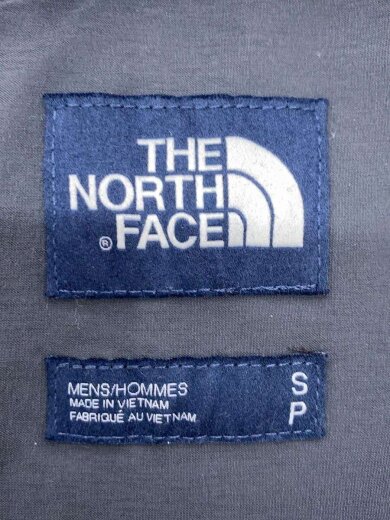 THE
NORTH
® FACE
MENS/HOMMES S
MADE IN VIETNAM
FABRIQUÉ AU VIETNAM P